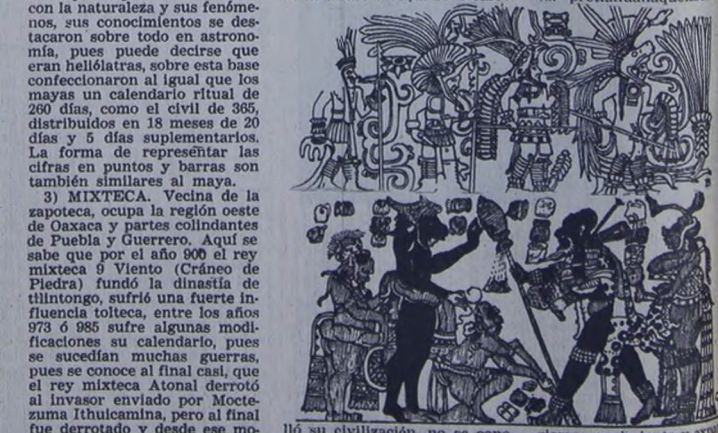 con la naturaleza y sus fenóme-
nos, sus conocimientos se des-
tacaron sobre todo en astrono-
mía, pues puede decirse que
eran heliólatras, sobre esta base
confeccionaron al igual que los
mayas un calendario ritual de
260 días, como el civil de 365,
distribuidos en 18 meses de 20
días y 5 días suplementarios.
La forma de representar las
cifras en puntos y barras son
también similares al maya.
3) MIXTECA. Vecina de la
zapoteca, ocupa la región oeste
de Oaxaca y partes colindantes
de Puebla y Guerrero. Aquí se
sabe que por el año 900 el rey
mixteca 9 Viento (Cráneo de
Piedra) fundó la dinastía de
tilintongo, sufrió una fuerte in-
fluencia tolteca, entre los años
973 ó 985 sufre algunas modi-
ficaciones su calendario, pues
se sucedían muchas guerras,
pues se conoce al final casi, que
el rey mixteca Atonal derrotó
al invasor enviado por Mocte-
zuma Ithuicamina, pero al final
fue derrotado y desde ese mo-
lló su civilización, no se cono-